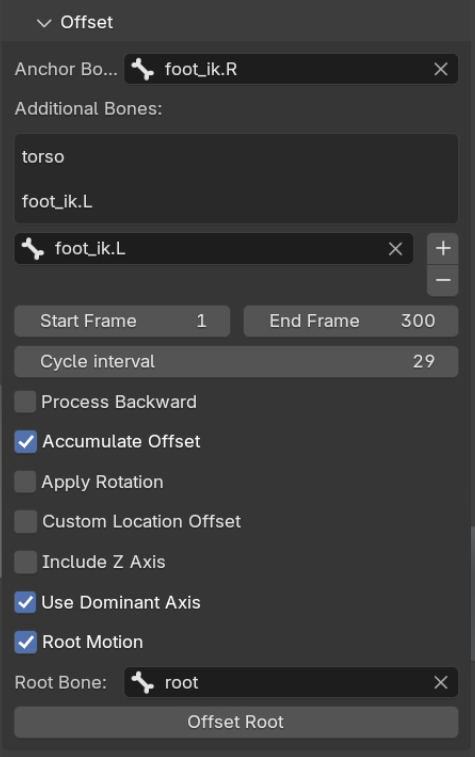 Offset
Anchor Bo... foot_ik.R
Additional Bones:
torso
foot_ik.L
foot_ik.L
Start Frame 1 End Frame 300
Cycle interval 29
Process Backward
Accumulate Offset
Apply Rotation
Custom Location Offset
Include Z Axis
Use Dominant Axis
Root Motion
Root Bone: root
Offset Root